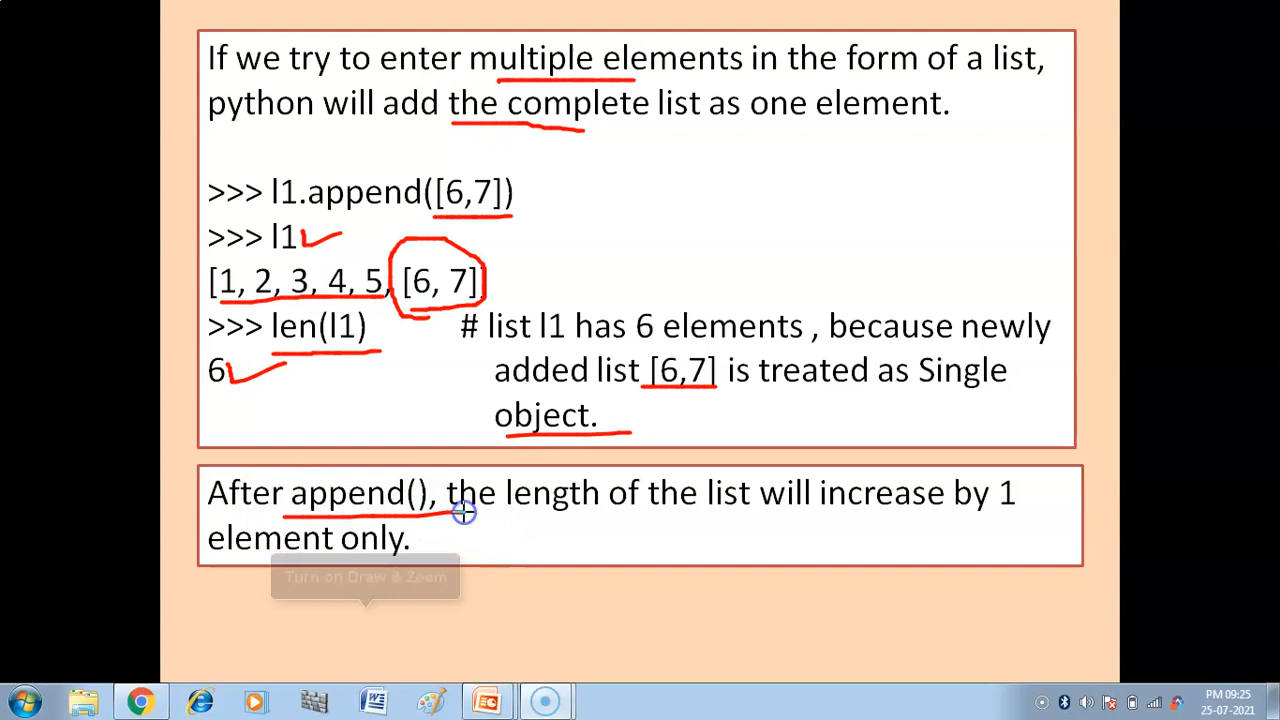 If we try to enter multiple elements in the form of a list,
python will add the complete list as one element.
>>> l1.append([6,7])
>>> l1
[1, 2, 3, 4, 5, [6, 7]]
>>> len(l1) # list l1 has 6 elements , because newly
6 added list [6,7] is treated as Single
object.
After append(), the length of the list will increase by 1
element only.
Turn on Draw & Zoom
PM 09:25
25-07-2021